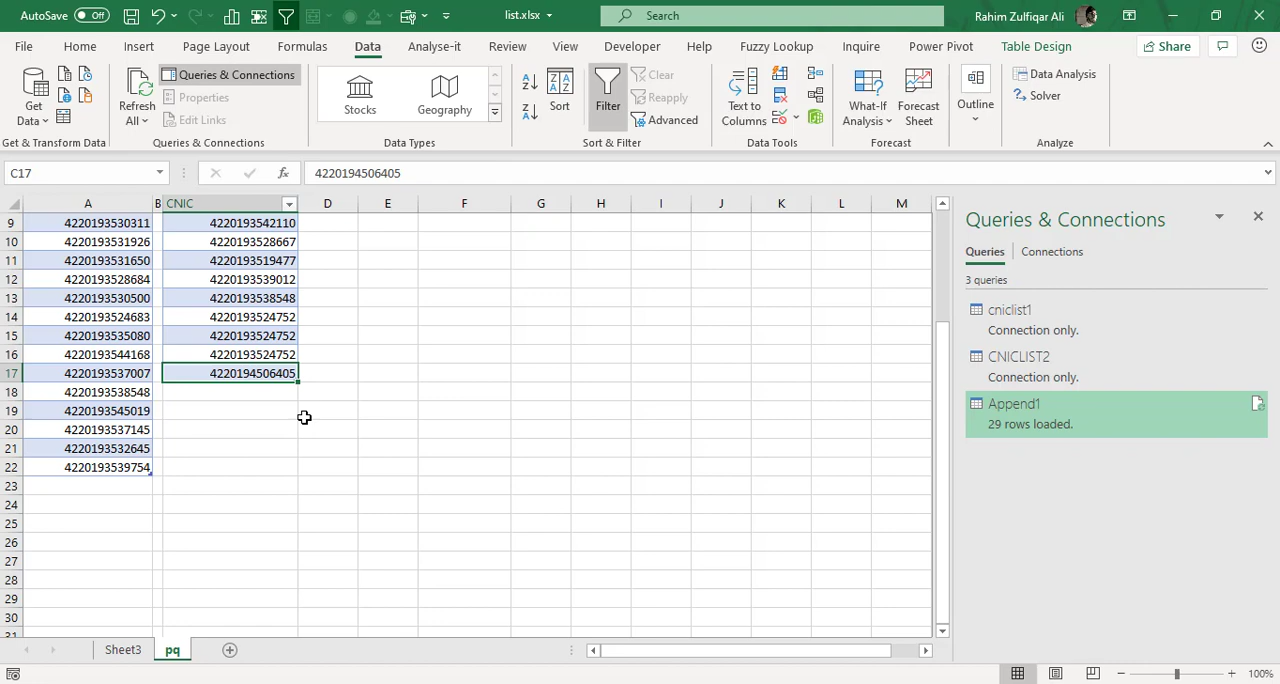 AutoSave Off list.xlsx Search Rahim Zulfiqar Ali
File Home Insert Page Layout Formulas Data Analyse-it Review View Developer Help Fuzzy Lookup Inquire Power Pivot Table Design Share
Queries & Connections Clear Data Analysis
Properties Reapply Solver
Get Refresh Edit Links Stocks Geography Sort Filter Advanced Text to What-If Forecast Outline
Data All Columns Analysis Sheet
Get & Transform Data Queries & Connections Data Types Sort & Filter Data Tools Forecast Analyze
C17 fx 4220194506405
A B CNIC D E F G H I J K L M
9 4220193530311 4220193542110
10 4220193531926 4220193528667
11 4220193531650 4220193519477
12 4220193528684 4220193539012
13 4220193530500 4220193538548
14 4220193524683 4220193524752
15 4220193535080 4220193524752
16 4220193544168 4220193524752
17 4220193537007 4220194506405
18 4220193538548
19 4220193545019
20 4220193537145
21 4220193532645
22 4220193539754
23
24
25
26
27
28
29
30
31
Queries & Connections
Queries Connections
3 queries
cniclist1
Connection only.
CNICLIST2
Connection only.
Append1
29 rows loaded.
Sheet3 pq
100%